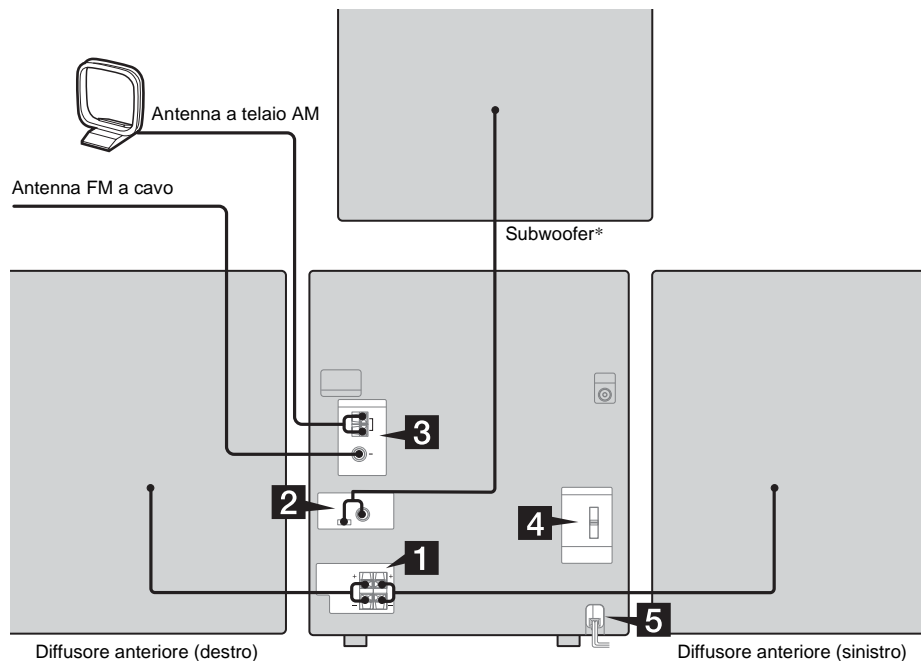 Antenna a telaio AM
Antenna FM a cavo
Subwoofer*
3
2
4
1
+ +
– –
5
Diffusore anteriore (destro)
Diffusore anteriore (sinistro)